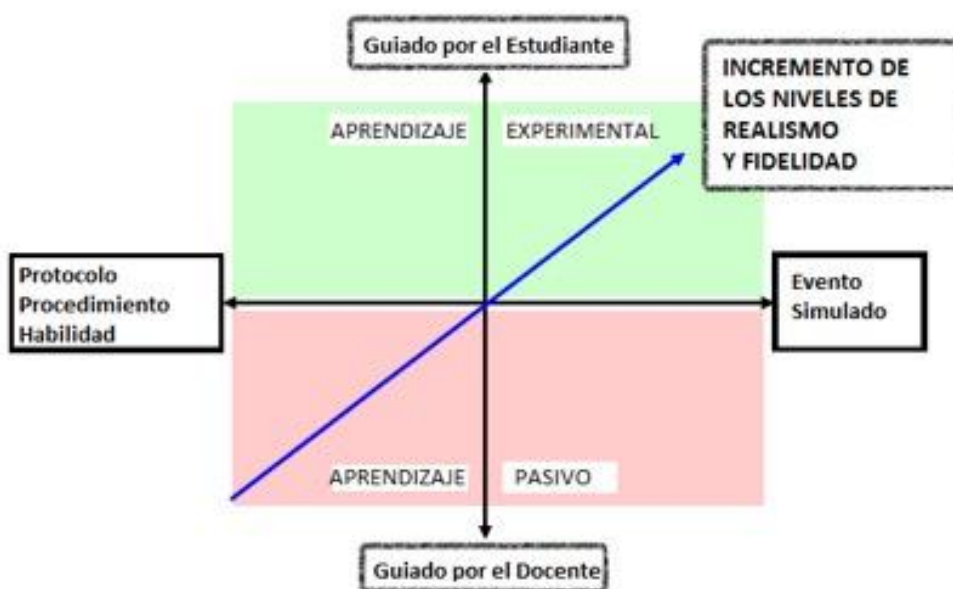 Guiado por el Estudiante
INCREMENTO DE
LOS NIVELES DE
REALISMO
Y FIDELIDAD
APRENDIZAJE EXPERIMENTAL
Protocolo
Procedimiento
Habilidad
Evento
Simulado
APRENDIZAJE PASIVO
Guiado por el Docente